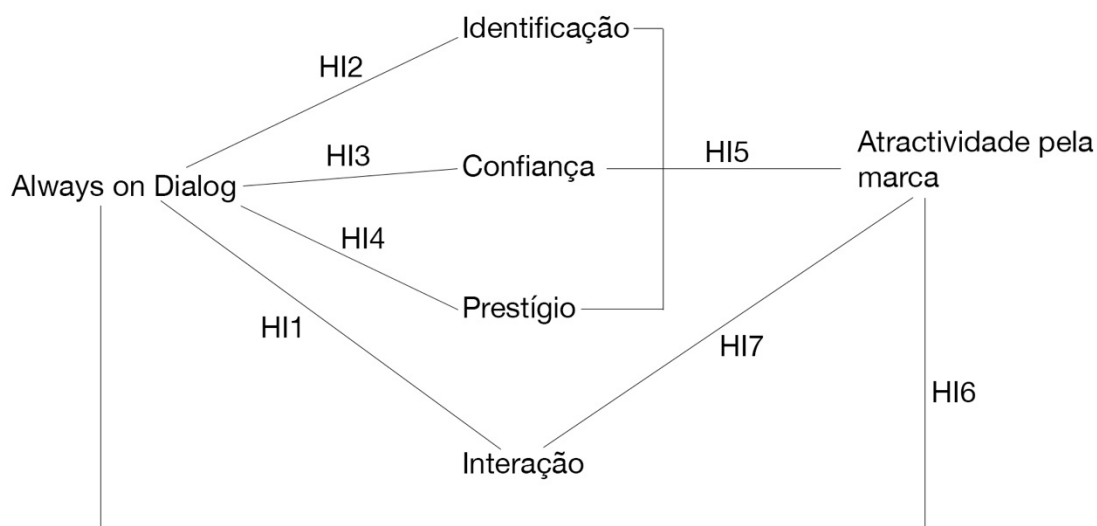 Identificação
HI2
Atractividade pela
marca
HI3
Confiança
HI5
Always on Dialog
HI4
Prestígio
HI1
HI7
HI6
Interação